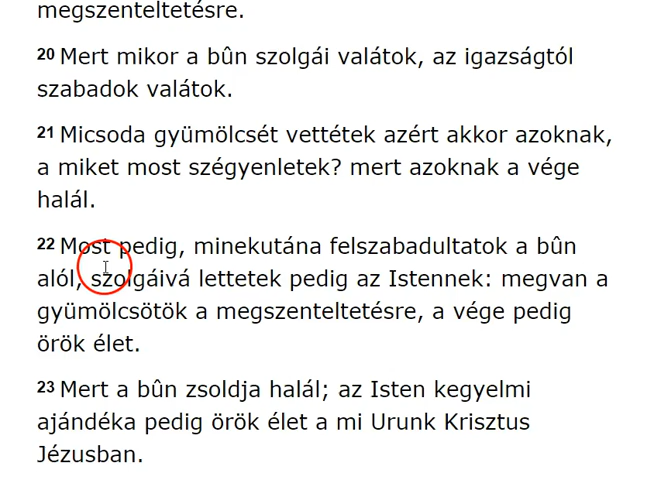 megszenteltetésre.
20 Mert mikor a bûn szolgái valátok, az igazságtól
szabadok valátok.
21 Micsoda gyümölcsét vettétek azért akkor azoknak,
a miket most szégyenletek? mert azoknak a vége
halál.
22 Most pedig, minekutána felszabadultatok a bûn
alól, szolgáivá lettetek pedig az Istennek: megvan a
gyümölcsötök a megszenteltetésre, a vége pedig
örök élet.
23 Mert a bûn zsoldja halál; az Isten kegyelmi
ajándéka pedig örök élet a mi Urunk Krisztus
Jézusban.